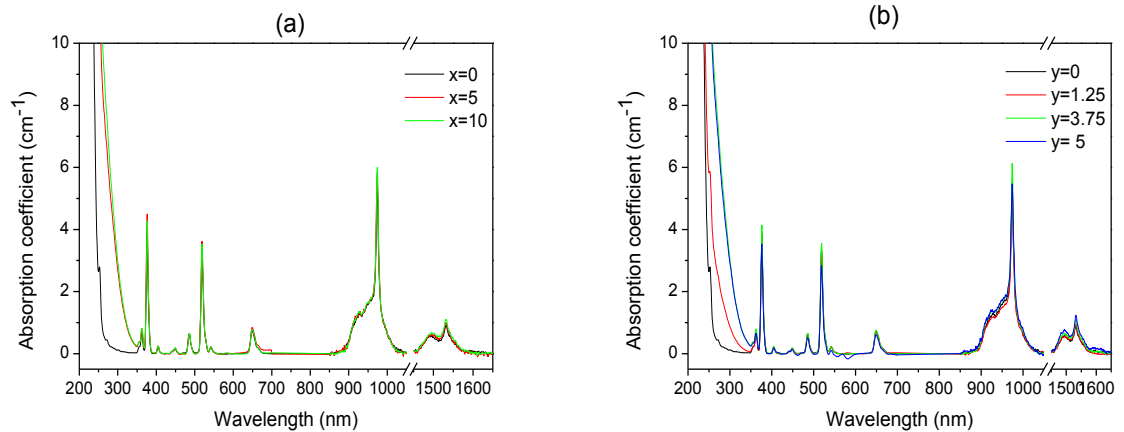 (a)
10
8
6
4
2
0
Absorption coefficient (cm⁻¹)
x=0
x=5
x=10
200 300 400 500 600 700 800 900 1000 1500 1600
Wavelength (nm)
(b)
10
8
6
4
2
0
Absorption coefficient (cm⁻¹)
y=0
y=1.25
y=3.75
y= 5
200 300 400 500 600 700 800 900 1000 1500 1600
Wavelength (nm)